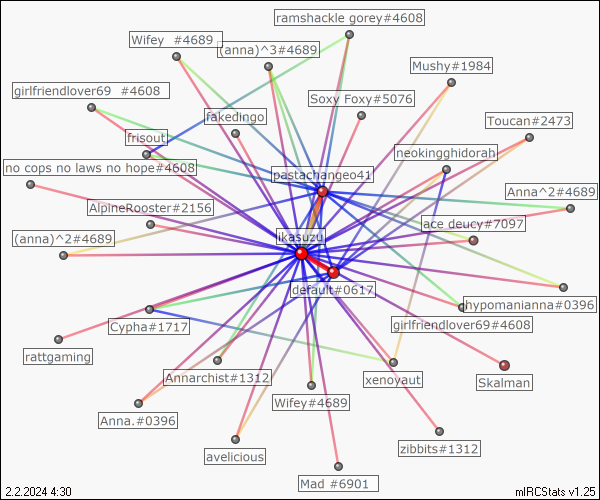 ramshackle gorey#4608
Wifey  #4689
(anna)^3#4689
Mushy#1984
girlfriendlover69  #4608
Soxy Foxy#5076
fakedingo
Toucan#2473
frisout
neokingghidorah
no cops no laws no hope#4608
pastachangeo41
Anna^2#4689
AlpineRooster#2156
ace deucy#7097
(anna)^2#4689
ikasuzu
default#0617
hypomanianna#0396
Cypha#1717
girlfriendlover69#4608
rattgaming
Annarchist#1312
xenoyaut
Skalman
Wifey#4689
Anna.#0396
zibbits#1312
avelicious
Mad #6901
2.2.2024 4:30
mIRCStats v1.25